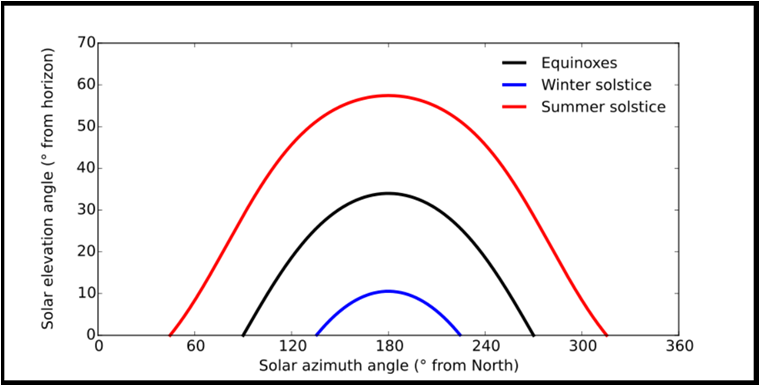 70
60
50
40
30
20
10
0
Solar elevation angle (° from horizon)
Equinoxes
Winter solstice
Summer solstice
0 60 120 180 240 300 360
Solar azimuth angle (° from North)